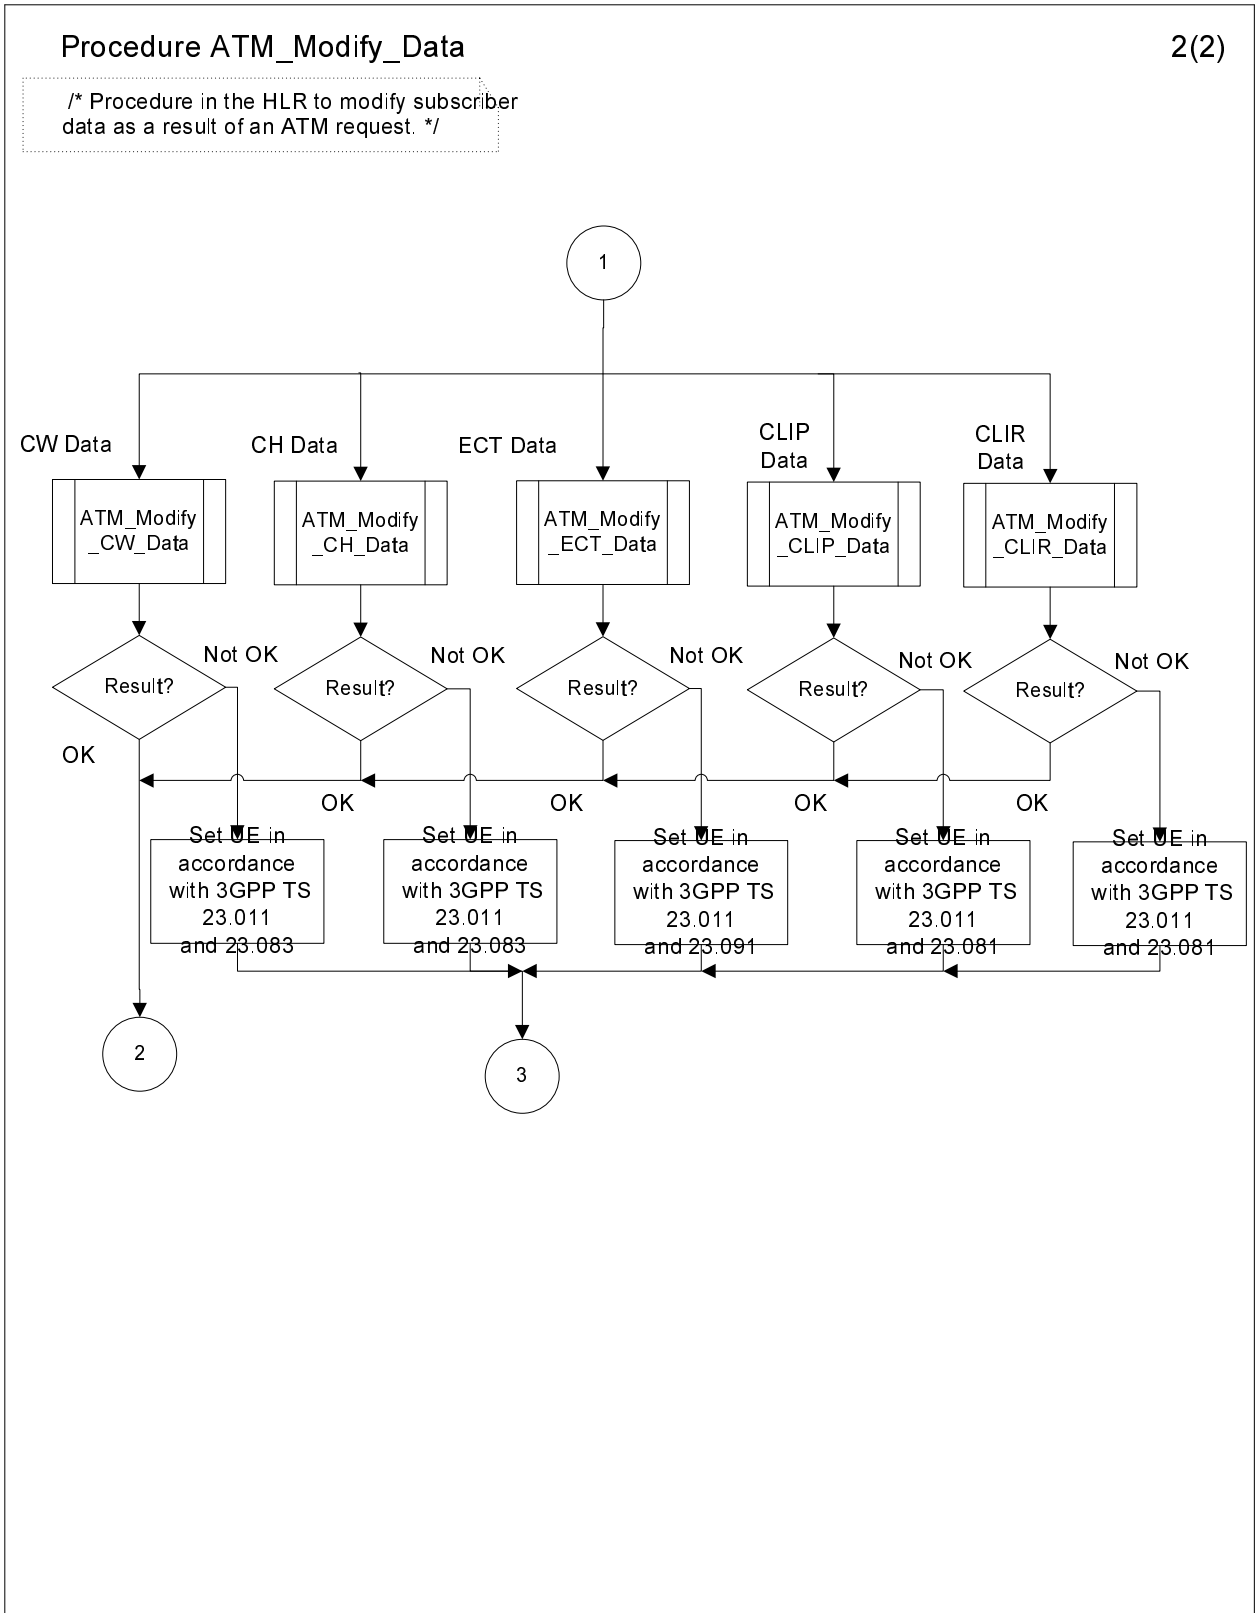 Procedure ATM_Modify_Data
2(2)
/* Procedure in the HLR to modify subscriber
data as a result of an ATM request. */
1
CW Data
CH Data
ECT Data
CLIP
Data
CLIR
Data
ATM_Modify
_CW_Data
ATM_Modify
_CH_Data
ATM_Modify
_ECT_Data
ATM_Modify
_CLIP_Data
ATM_Modify
_CLIR_Data
Result?
Not OK
Result?
Not OK
Result?
Not OK
Result?
Not OK
Result?
Not OK
OK
OK
OK
OK
OK
Set UE in
accordance
with 3GPP TS
23.011
and 23.083
Set UE in
accordance
with 3GPP TS
23.011
and 23.083
Set UE in
accordance
with 3GPP TS
23.011
and 23.091
Set UE in
accordance
with 3GPP TS
23.011
and 23.081
Set UE in
accordance
with 3GPP TS
23.011
and 23.081
2
3